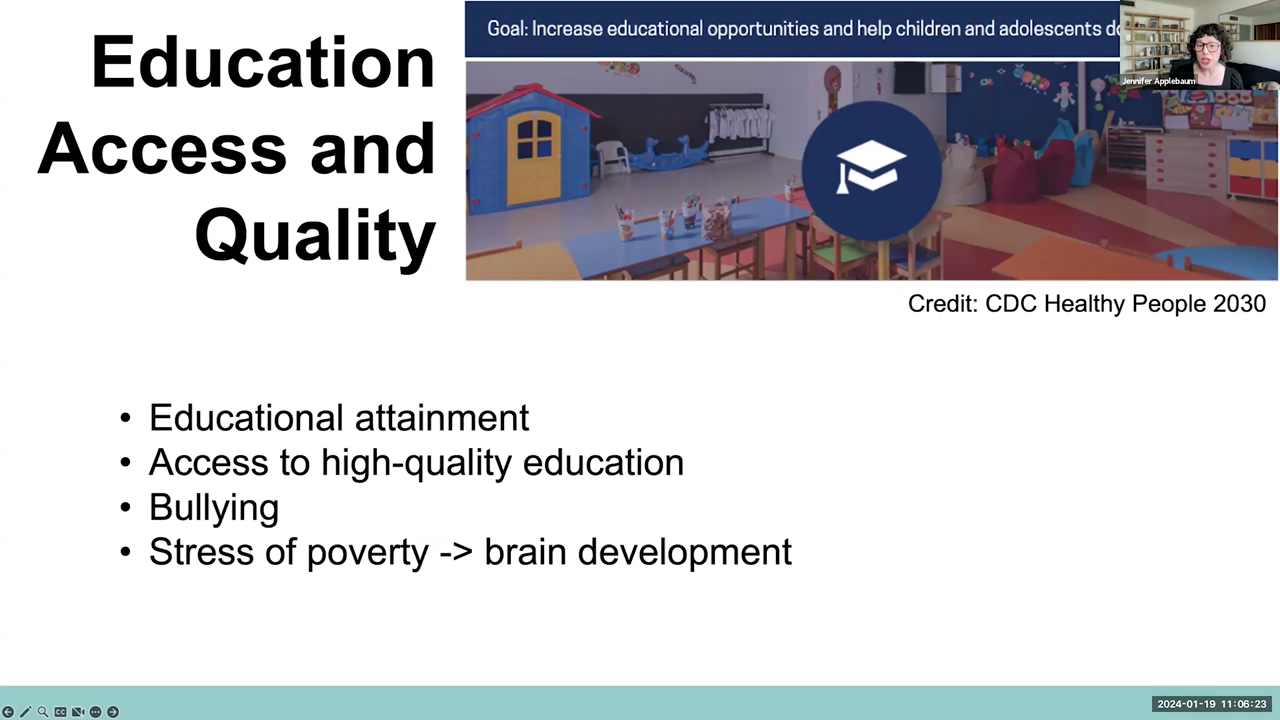 Education
Access and
Quality
Goal: Increase educational opportunities and help children and adolescents
Jennifer Applebaum
Credit: CDC Healthy People 2030
• Educational attainment
• Access to high-quality education
• Bullying
• Stress of poverty -> brain development
2024-01-19 11:06:23